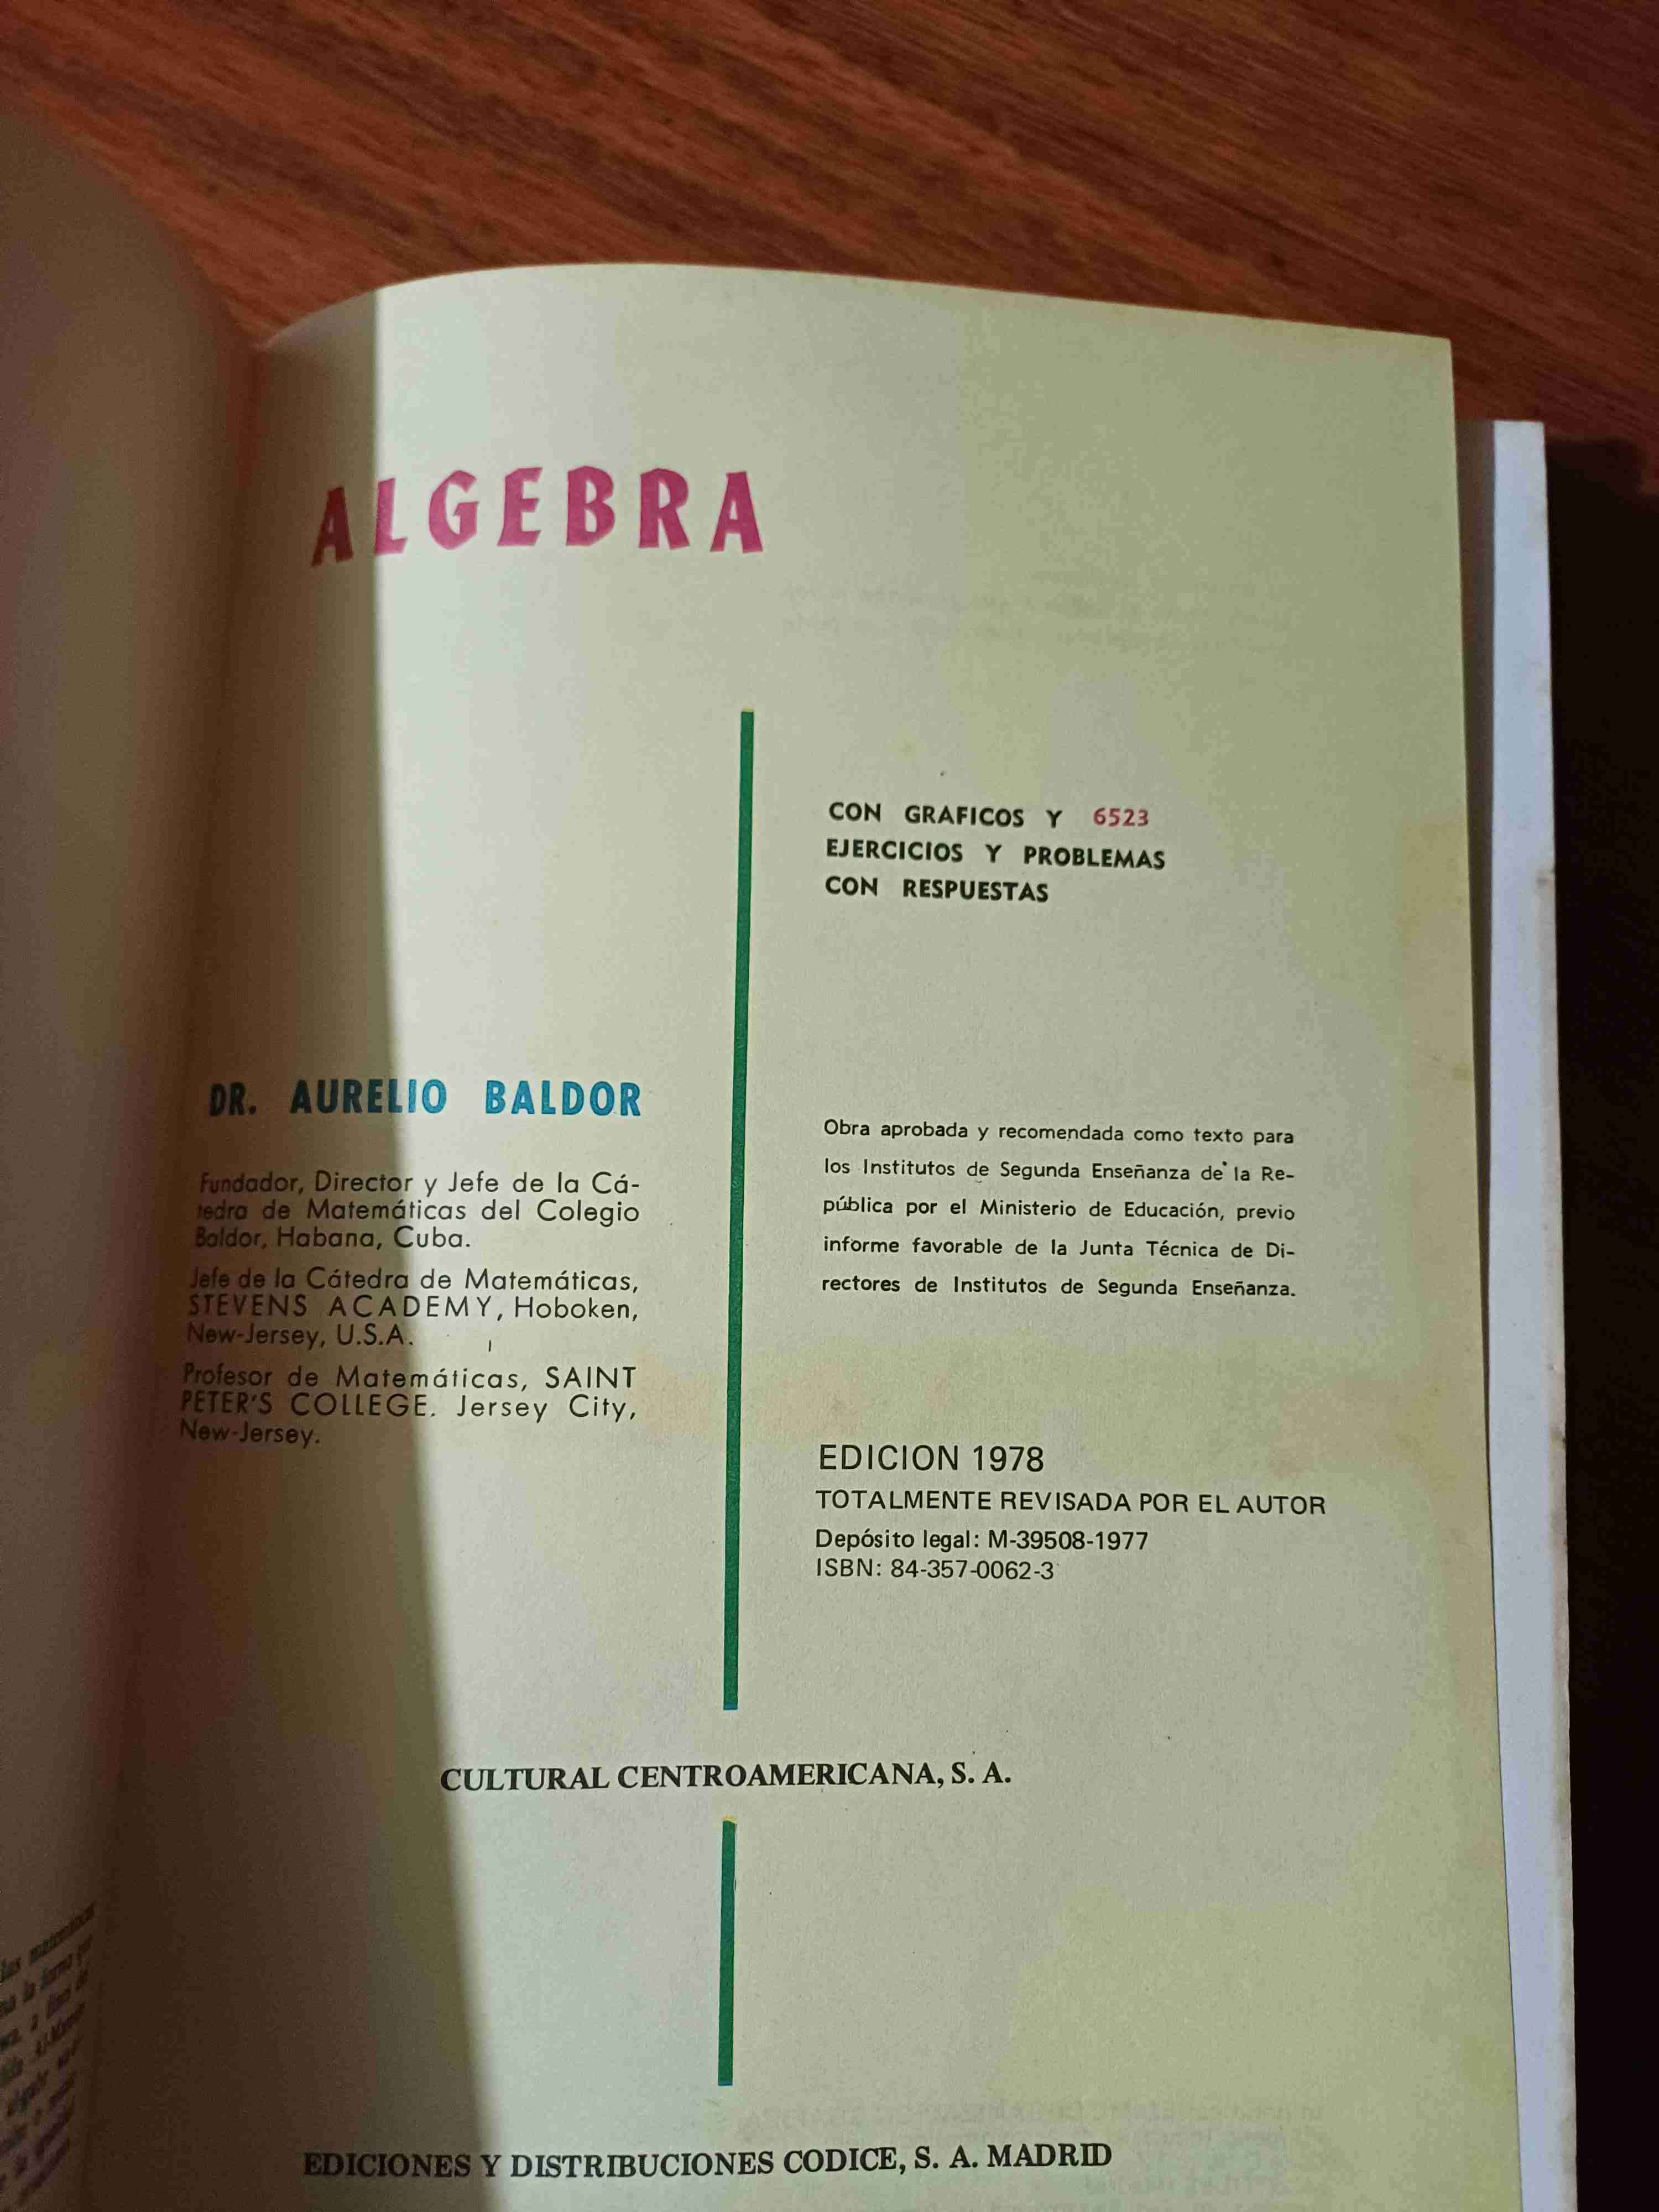 ALGEBRA
CON GRAFICOS Y 6523
EJERCICIOS Y PROBLEMAS
CON RESPUESTAS
DR. AURELIO BALDOR
Fundador, Director y Jefe de la Cá-
tedra de Matemáticas del Colegio
Baldor, Habana, Cuba.
Jefe de la Cátedra de Matemáticas,
STEVENS ACADEMY, Hoboken,
New-Jersey, U.S.A.
Profesor de Matemáticas, SAINT
PETER'S COLLEGE. Jersey City,
New-Jersey.
Obra aprobada y recomendada como texto para
los Institutos de Segunda Enseñanza de la Re-
pública por el Ministerio de Educación, previo
informe favorable de la Junta Técnica de Di-
rectores de Institutos de Segunda Enseñanza.
EDICION 1978
TOTALMENTE REVISADA POR EL AUTOR
Depósito legal: M-39508-1977
ISBN: 84-357-0062-3
CULTURAL CENTROAMERICANA, S. A.
EDICIONES Y DISTRIBUCIONES CODICE, S. A. MADRID